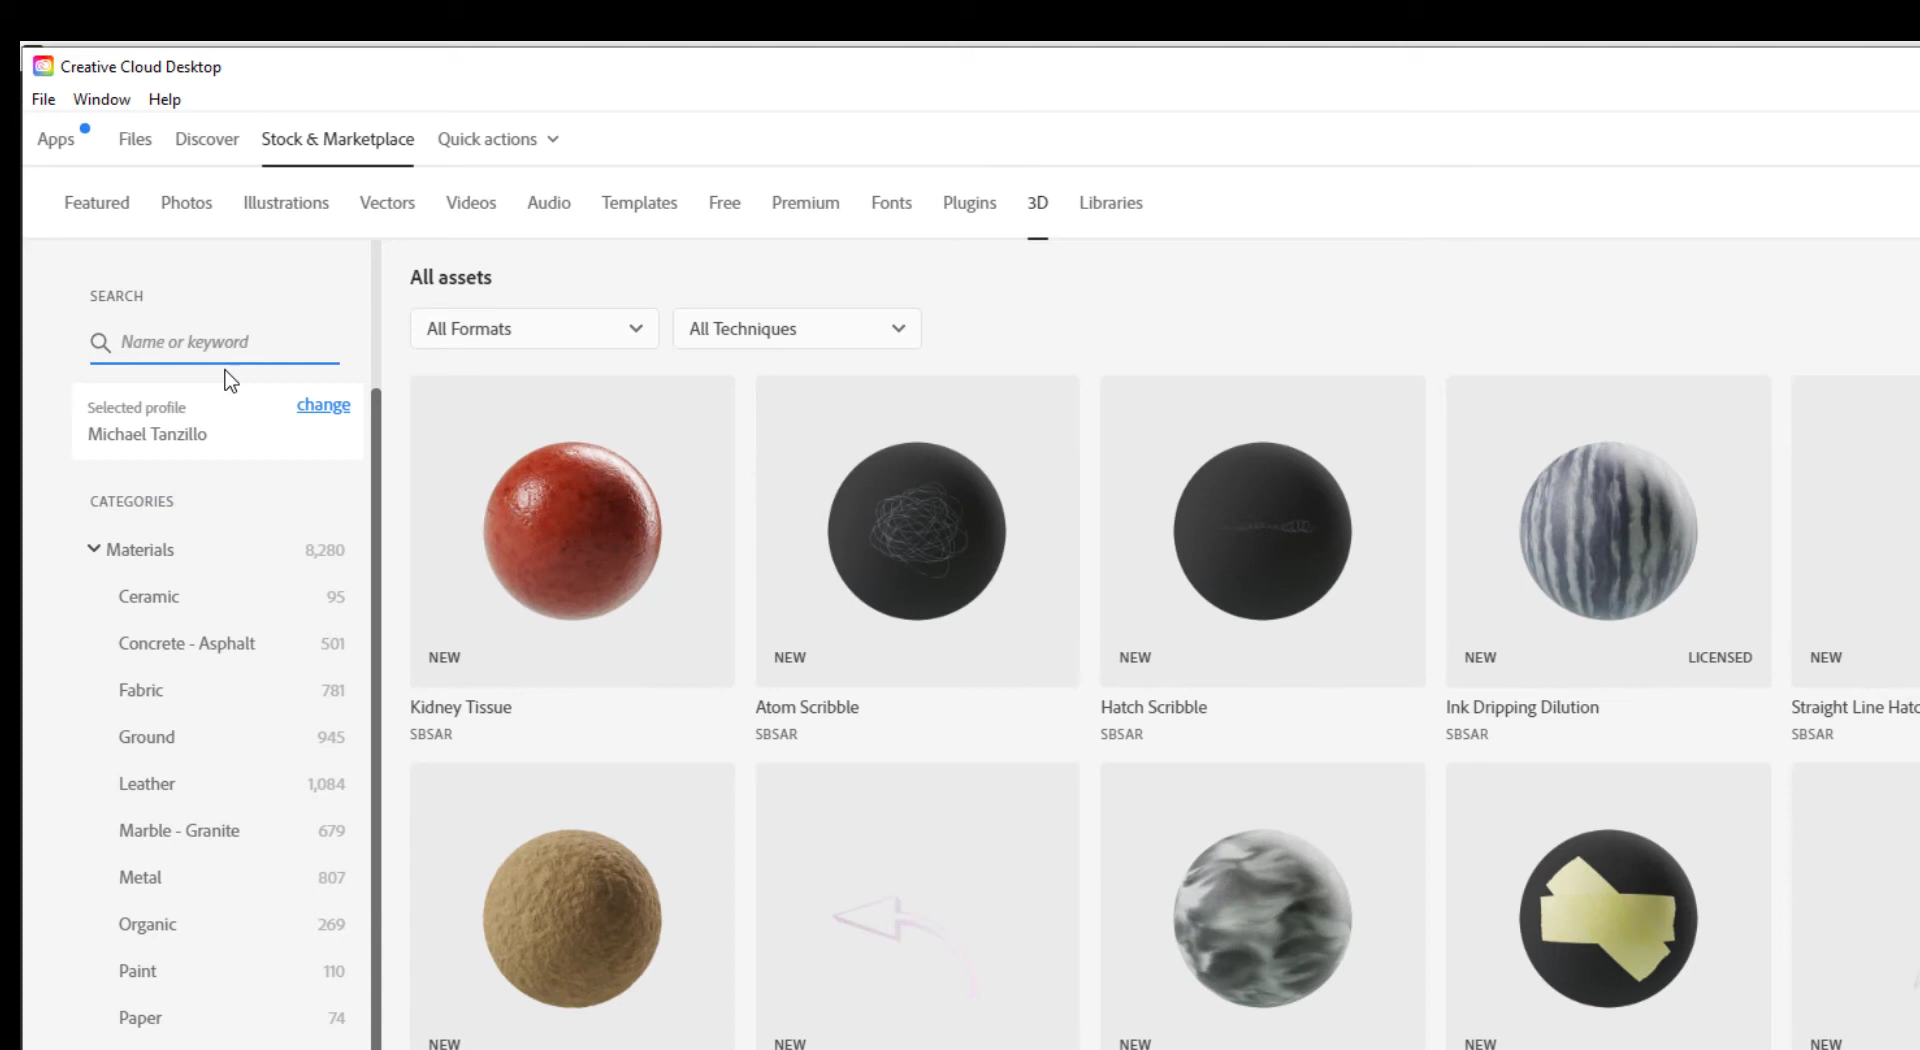 Creative Cloud Desktop
File Window Help
Apps Files Discover Stock & Marketplace Quick actions
Featured Photos Illustrations Vectors Videos Audio Templates Free Premium Fonts Plugins 3D Libraries
SEARCH
Name or keyword
Selected profile change
Michael Tanzillo
CATEGORIES
Materials 8,280
Ceramic 95
Concrete - Asphalt 501
Fabric 781
Ground 945
Leather 1,084
Marble - Granite 679
Metal 807
Organic 269
Paint 110
Paper 74
All assets
All Formats All Techniques
NEW NEW NEW NEW LICENSED NEW
Kidney Tissue Atom Scribble Hatch Scribble Ink Dripping Dilution Straight Line Hatc
SBSAR SBSAR SBSAR SBSAR SBSAR
NEW NEW NEW NEW NEW